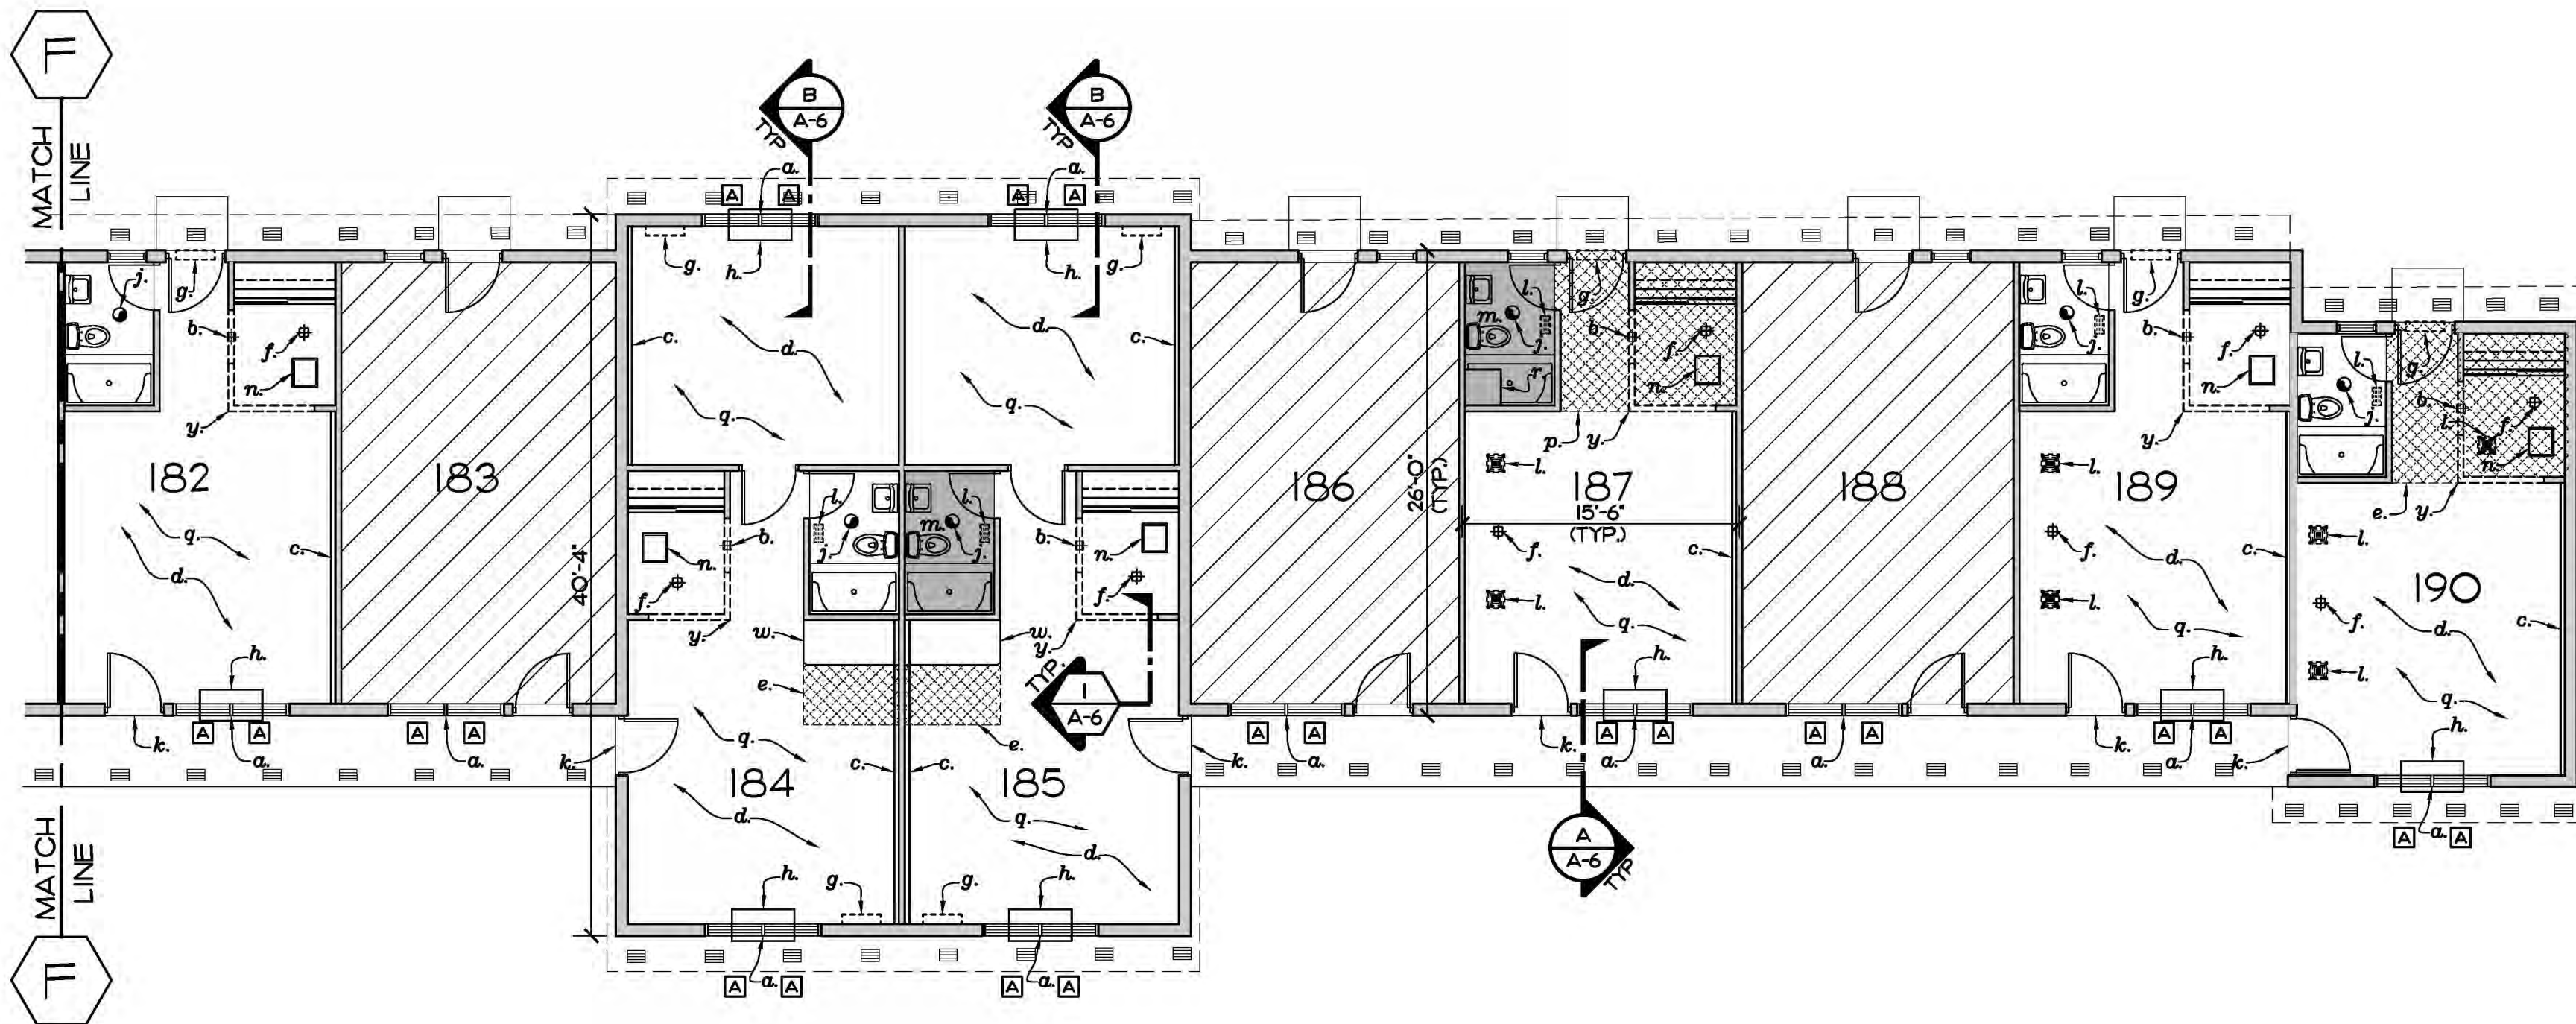 F
MATCH
LINE
B
A-6
TYP
B
A-6
TYP
a.
a.
A
A
A
A
g.
h.
h.
g.
j.
g.
b.
f.
n.
y.
c.
d.
q.
c.
d.
q.
l.
m.
j.
g.
b.
f.
n.
r.
p.
y.
l.
j.
g.
b.
f.
n.
y.
l.
j.
g.
b.
l.
f.
n.
e.
y.
182
183
186
187
188
189
190
26'-0"
(TYP.)
15'-6"
(TYP.)
40'-4"
q.
d.
c.
h.
l.
j.
b.
n.
f.
y.
w.
l.
m.
j.
b.
n.
f.
y.
w.
e.
e.
TYP.
1
A-6
l.
f.
l.
c.
d.
q.
h.
l.
f.
l.
c.
d.
q.
h.
l.
f.
l.
c.
d.
q.
h.
k.
A
A
a.
A
A
a.
k.
q.
c.
184
d.
c.
185
q.
d.
k.
A
A
a.
k.
A
A
a.
A
A
a.
k.
A
A
a.
k.
A
a.
A
h.
g.
g.
h.
A
a.
A
A
a.
A
A
A-6
TYP
MATCH
LINE
F